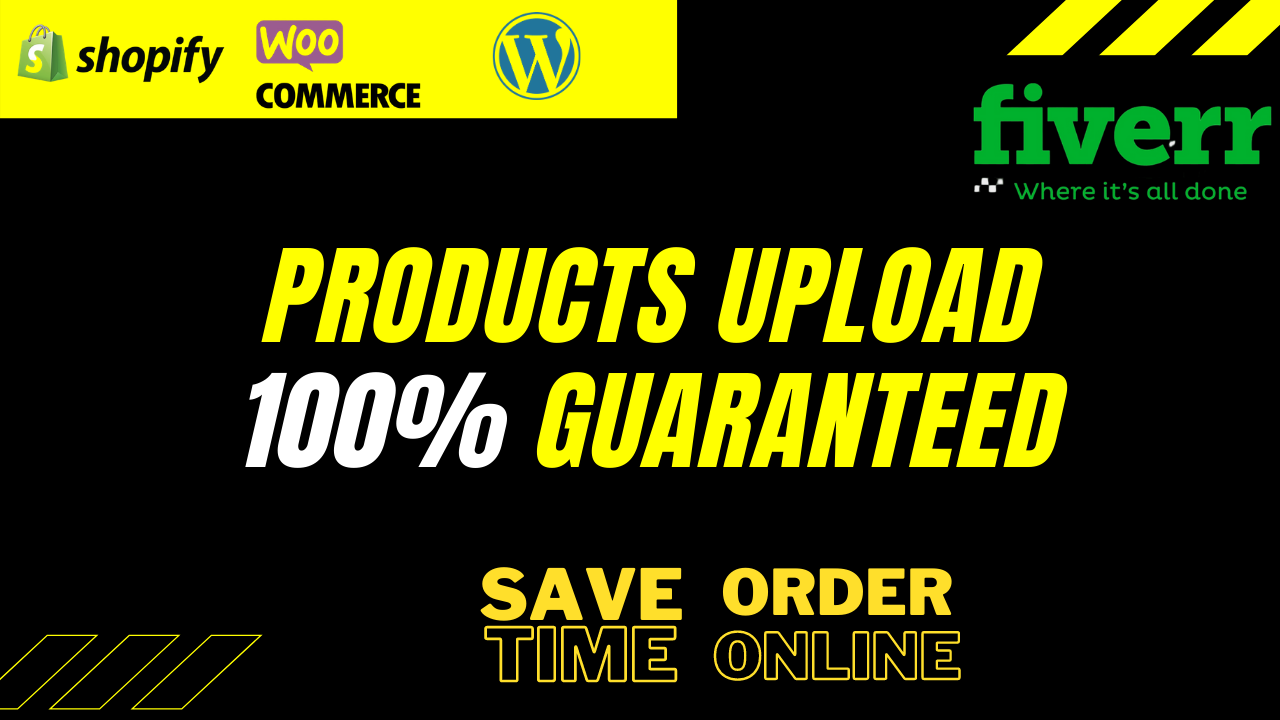 shopify
WOO
COMMERCE
fiverr
Where it's all done
PRODUCTS UPLOAD
100% GUARANTEED
SAVE
TIME
ORDER
ONLINE